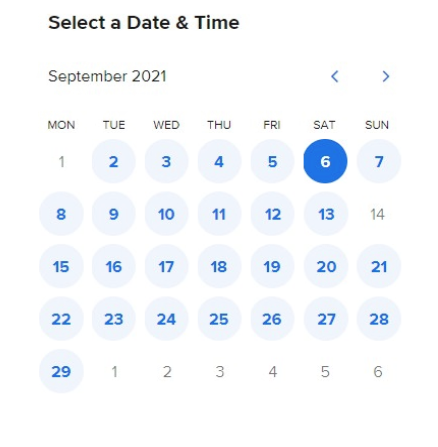 Select a Date & Time
September 2021
MON TUE WED THU FRI SAT SUN
1 2 3 4 5 6 7
8 9 10 11 12 13 14
15 16 17 18 19 20 21
22 23 24 25 26 27 28
29 1 2 3 4 5 6